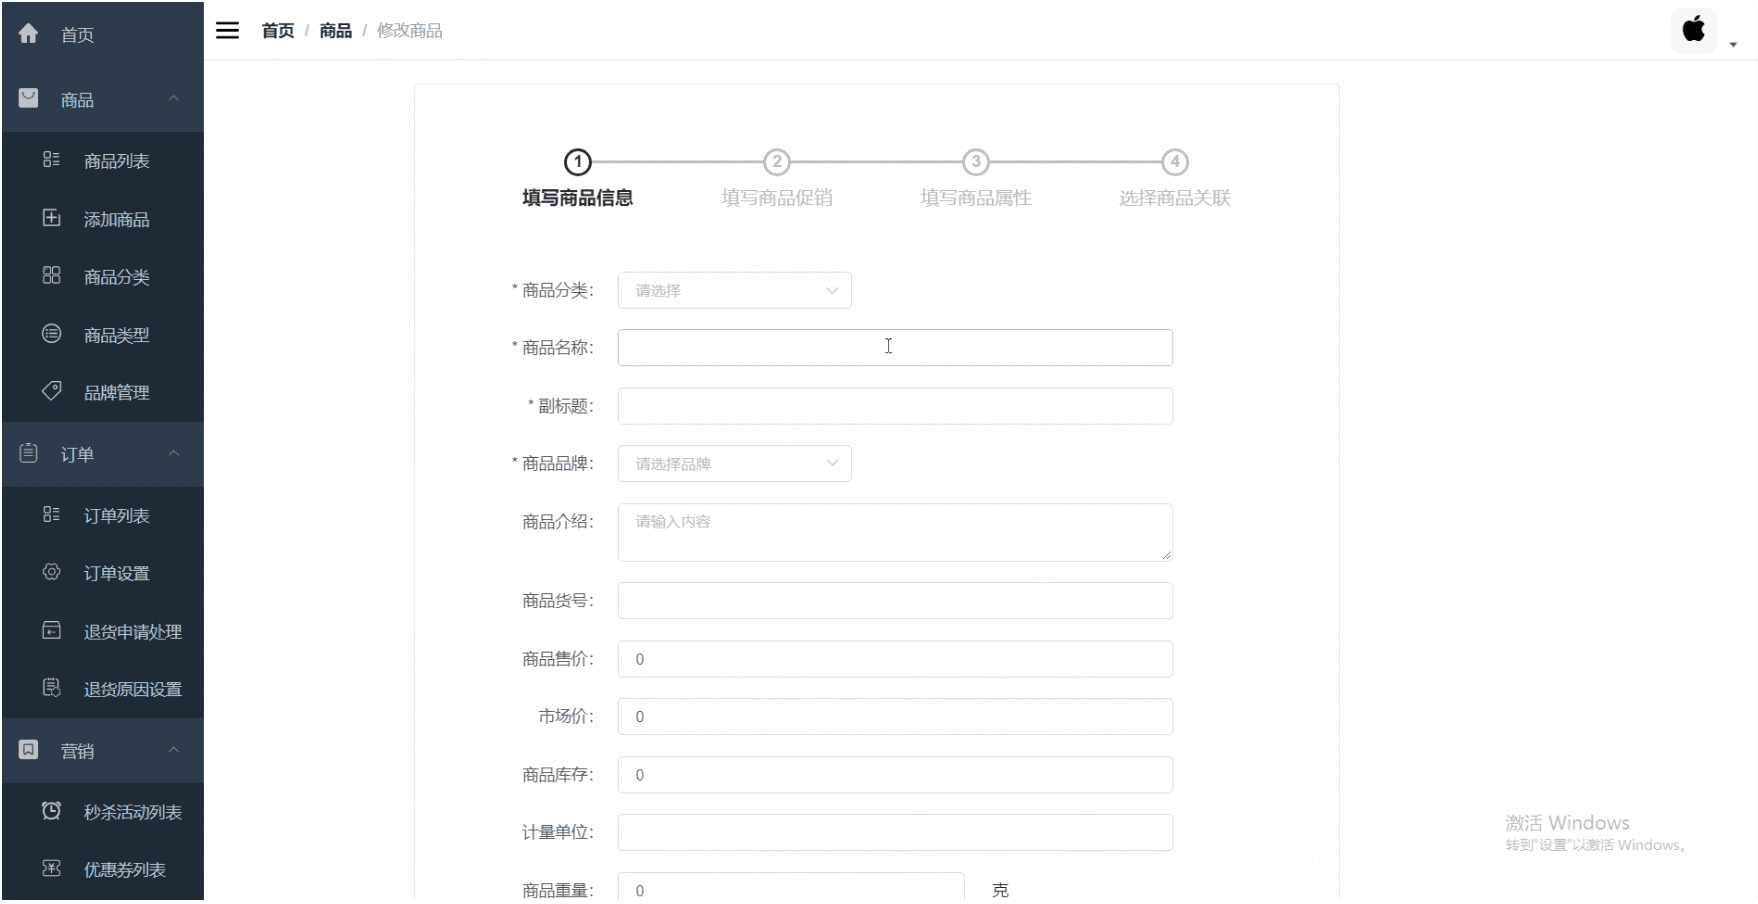 首页
商品
商品列表
添加商品
商品分类
商品类型
品牌管理
订单
订单列表
订单设置
退货申请处理
退货原因设置
营销
秒杀活动列表
优惠券列表
首页 / 商品 / 修改商品
1 2 3 4
填写商品信息 填写商品促销 填写商品属性 选择商品关联
* 商品分类： 请选择
* 商品名称：
* 副标题：
* 商品品牌： 请选择品牌
商品介绍： 请输入内容
商品货号：
商品售价： 0
市场价： 0
商品库存： 0
计量单位：
商品重量： 0 克
激活 Windows
转到"设置"以激活 Windows。